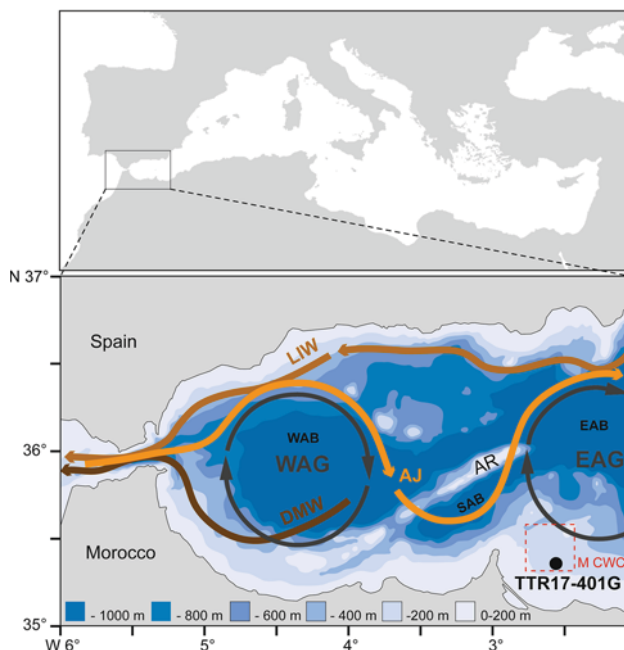 N 37°
Spain
LIW
36°
WAB
WAG
AJ
AR
EAB
EAG
SAB
DMW
Morocco
M CWC
TTR17-401G
35°
- 1000 m - 800 m - 600 m - 400 m -200 m 0-200 m
W 6° 5° 4° 3°